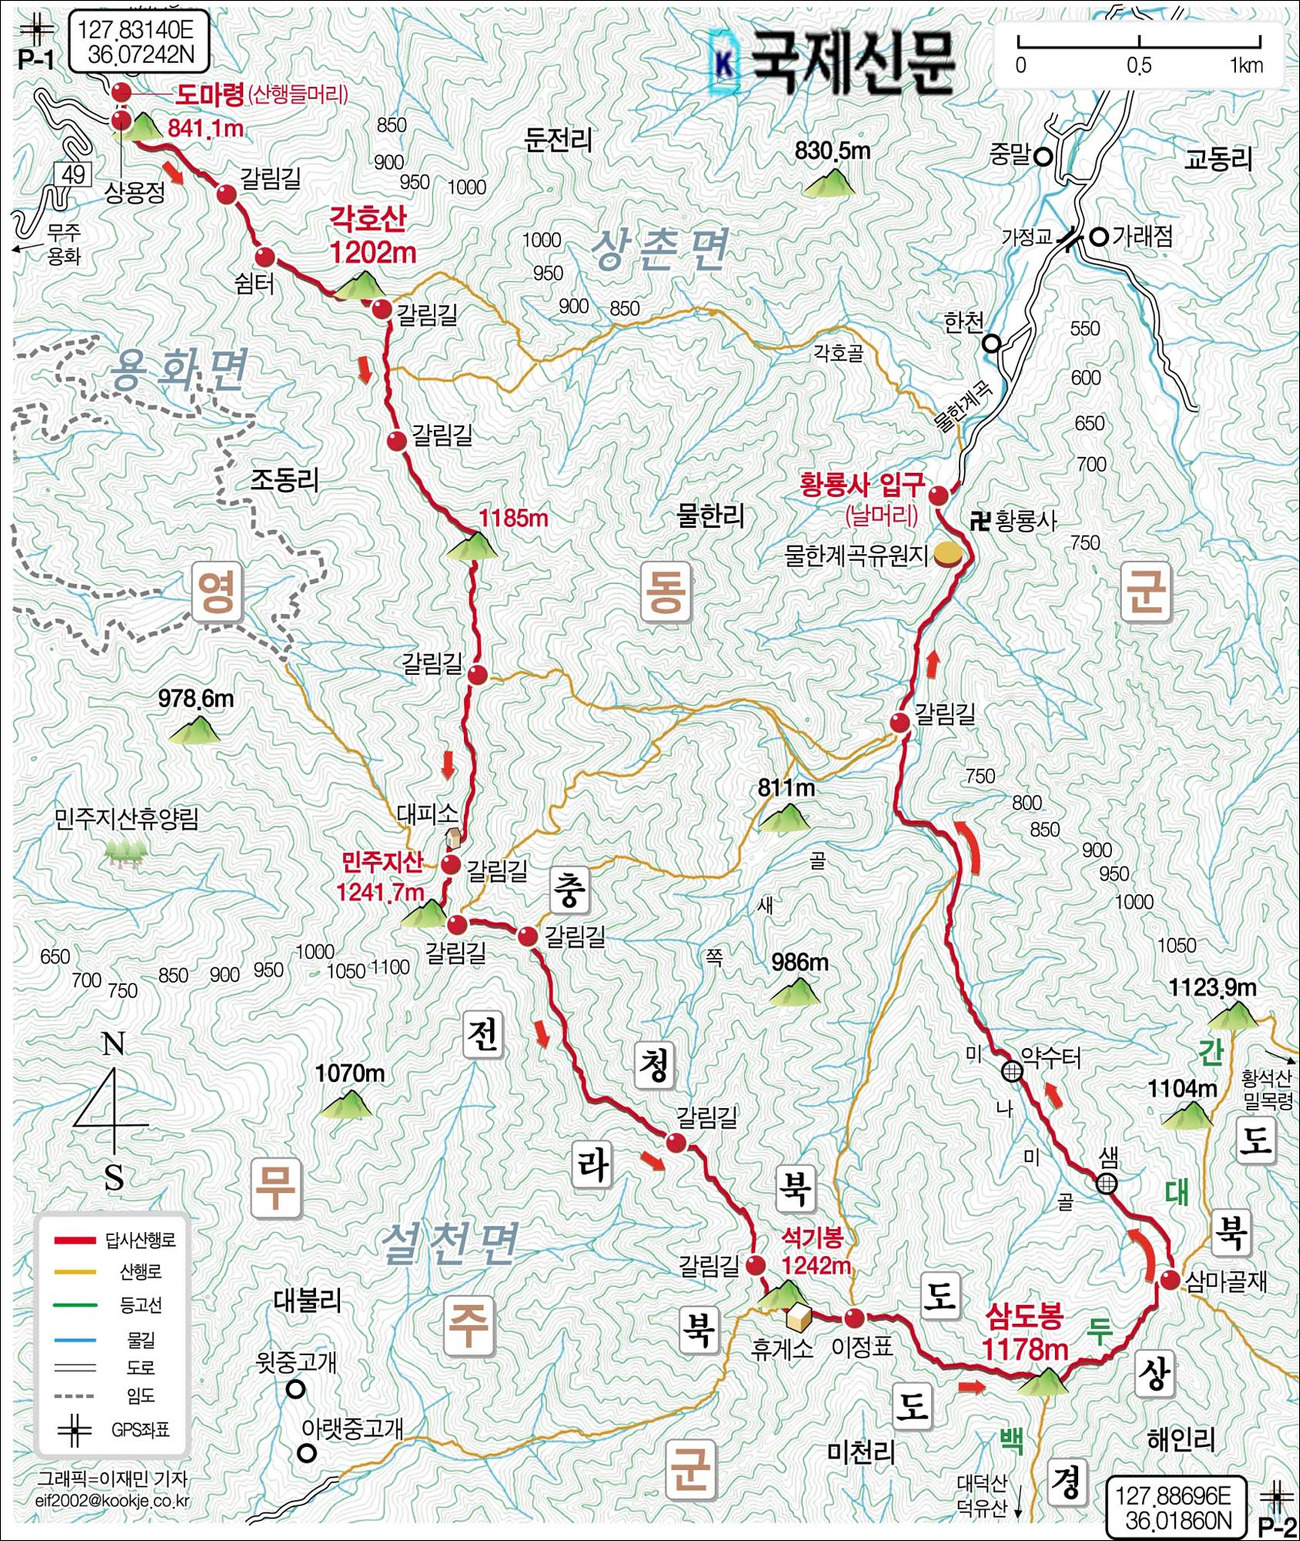 127.83140E
36.07242N
P-1
K 국제신문
0 0.5 1km
도마령 (산행들머리)
841.1m
49
상용정
무주
용화
갈림길
쉼터
각호산
1202m
갈림길
850
900
950
1000
둔전리
830.5m
중말
교동리
가정교
가래점
상촌면
1000
950
900
850
한천
각호골
물한계곡
550
600
650
700
750
용화면
갈림길
조동리
1185m
물한리
황룡사 입구
(날머리)
황룡사
물한계곡유원지
영
동
군
갈림길
978.6m
갈림길
민주지산휴양림
대피소
민주지산
1241.7m
갈림길
갈림길
갈림길
충
811m
골
새
쪽
750
800
850
900
950
1000
1050
650
700
750
850
900
950
1000
1050
1100
986m
1123.9m
간
황석산
밀목령
1104m
도
전
청
1070m
미
약수터
나
미
골
샘
대
북
N
S
갈림길
라
북
무
설천면
석기봉
1242m
갈림길
삼마골재
답사산행로
산행로
등고선
물길
도로
임도
GPS좌표
대불리
주
북
휴게소
이정표
도
삼도봉
1178m
두
상
윗중고개
아랫중고개
도
군
미천리
백
해인리
대덕산
덕유산
경
그래픽=이재민 기자
eif2002@kookje.co.kr
127.88696E
36.01860N
P-2